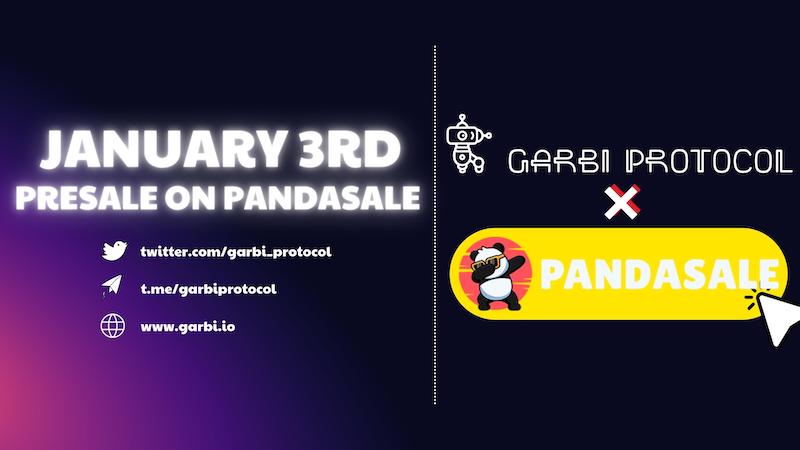 JANUARY 3RD
PRESALE ON PANDASALE
twitter.com/garbi_protocol
t.me/garbiprotocol
www.garbi.io
GARBI PROTOCOL
PANDASALE